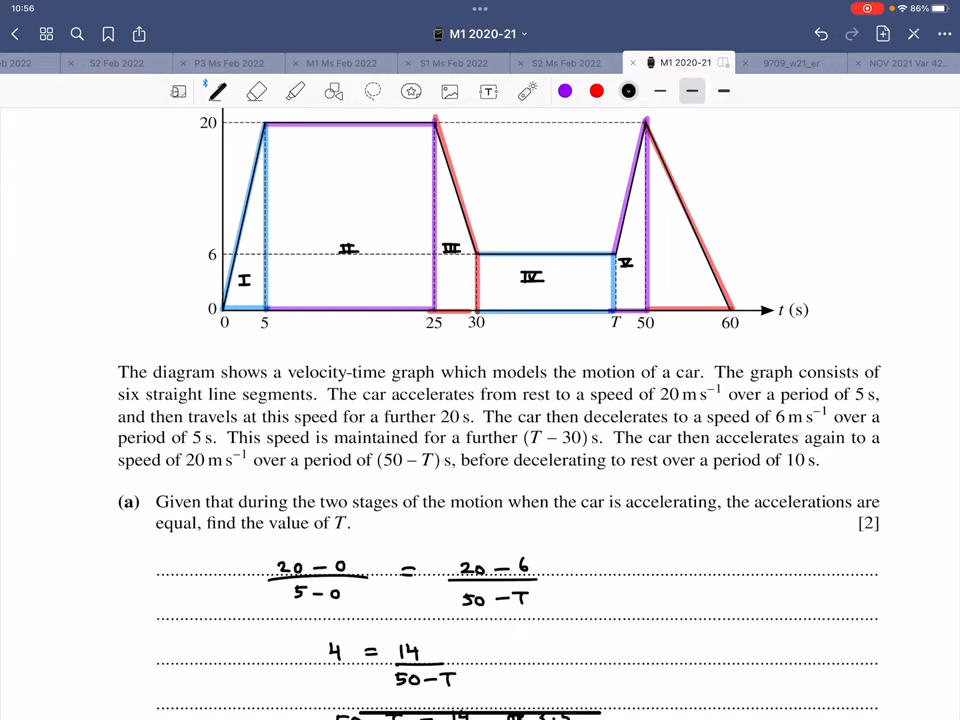 10:56
86%
M1 2020-21
eb 2022 × S2 Feb 2022 × P3 Ms Feb 2022 × M1 Ms Feb 2022 × S1 Ms Feb 2022 × S2 Ms Feb 2022 × M1 2020-21 × 9709_w21_er × NOV 2021 Var 42...
20
6
I II III IV V
0
0 5 25 30 T 50 60 t (s)
The diagram shows a velocity-time graph which models the motion of a car. The graph consists of
six straight line segments. The car accelerates from rest to a speed of 20 m s⁻¹ over a period of 5 s,
and then travels at this speed for a further 20 s. The car then decelerates to a speed of 6 m s⁻¹ over a
period of 5 s. This speed is maintained for a further (T − 30) s. The car then accelerates again to a
speed of 20 m s⁻¹ over a period of (50 − T) s, before decelerating to rest over a period of 10 s.
(a) Given that during the two stages of the motion when the car is accelerating, the accelerations are
equal, find the value of T. [2]
20 − 0 = 20 − 6
5 − 0 50 − T
4 = 14
50 − T